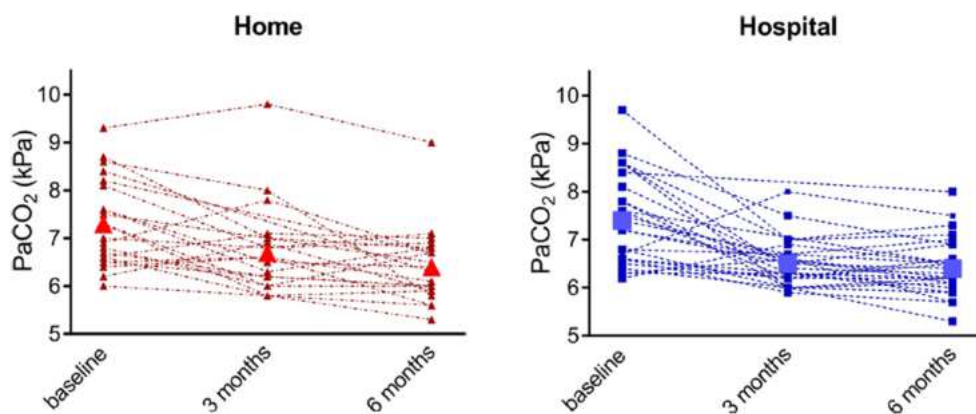 Home
PaCO₂ (kPa)
10
9
8
7
6
5
baseline
3 months
6 months
Hospital
PaCO₂ (kPa)
10
9
8
7
6
5
baseline
3 months
6 months